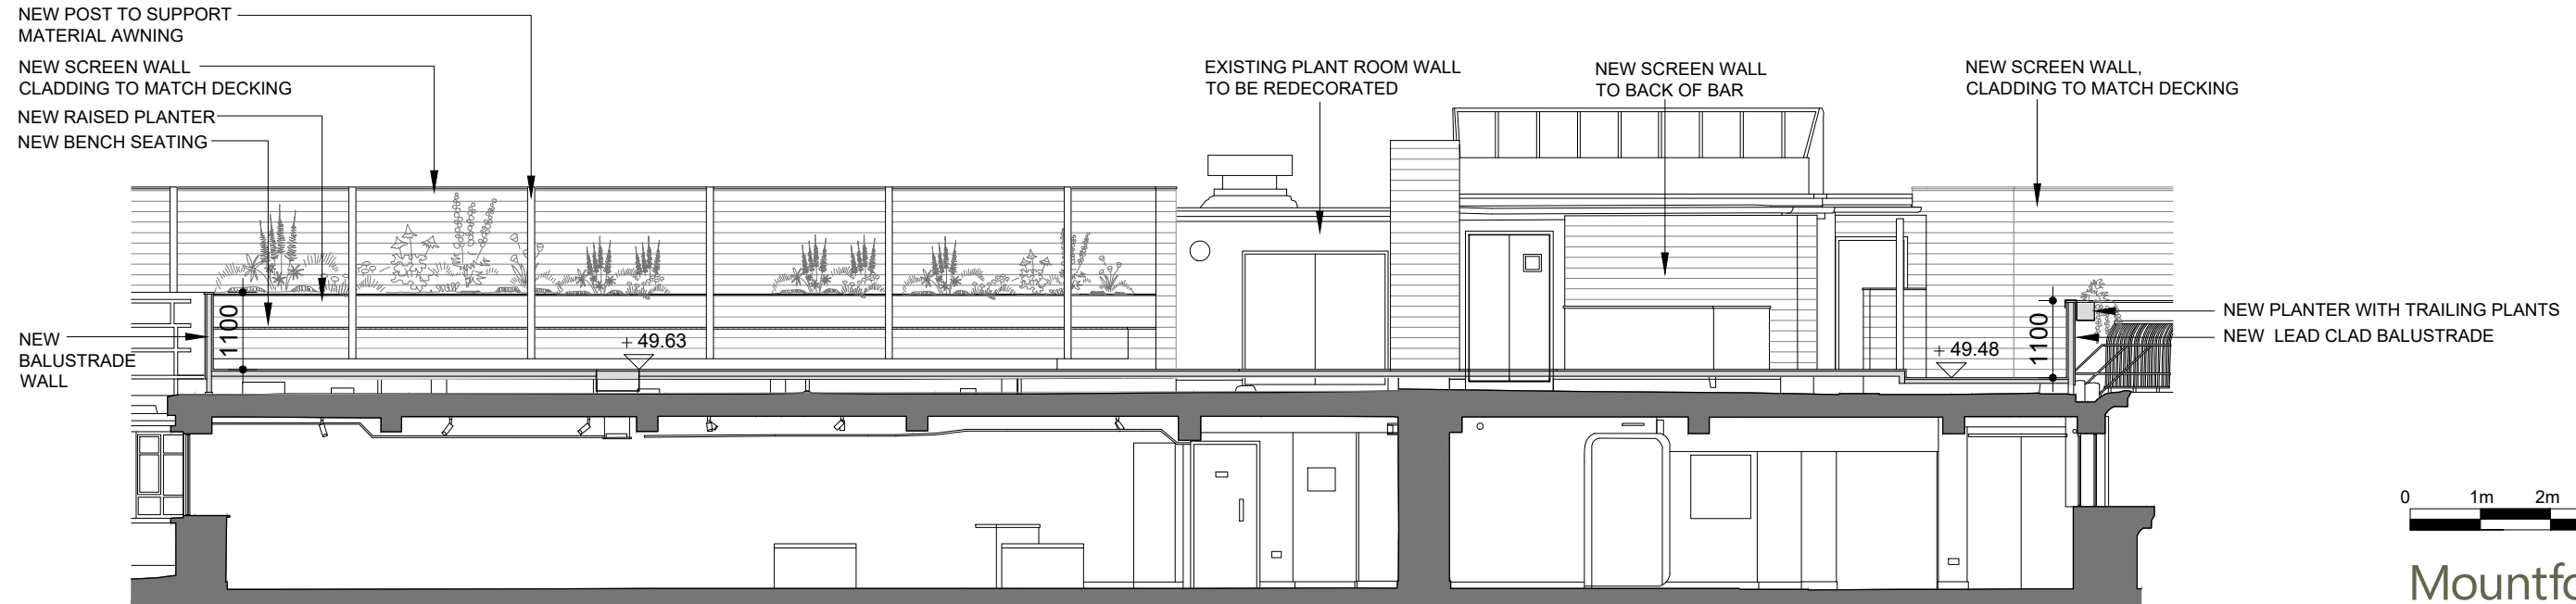 NEW POST TO SUPPORT
MATERIAL AWNING
NEW SCREEN WALL
CLADDING TO MATCH DECKING
NEW RAISED PLANTER
NEW BENCH SEATING
NEW
BALUSTRADE
WALL
1100
+ 49.63
EXISTING PLANT ROOM WALL
TO BE REDECORATED
NEW SCREEN WALL
TO BACK OF BAR
NEW SCREEN WALL,
CLADDING TO MATCH DECKING
+ 49.48
1100
NEW PLANTER WITH TRAILING PLANTS
NEW LEAD CLAD BALUSTRADE
0 1m 2m